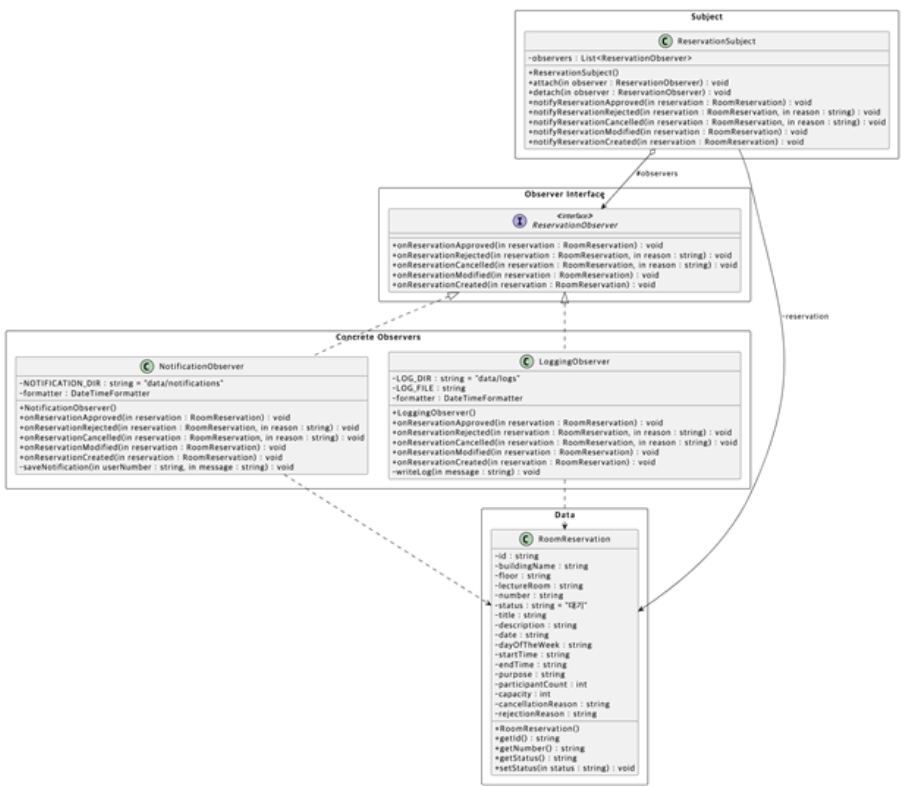 Subject
C ReservationSubject
-observers : List<ReservationObserver>
+ReservationSubject()
+attach(in observer : ReservationObserver) : void
+detach(in observer : ReservationObserver) : void
+notifyReservationApproved(in reservation : RoomReservation) : void
+notifyReservationRejected(in reservation : RoomReservation, in reason : string) : void
+notifyReservationCancelled(in reservation : RoomReservation, in reason : string) : void
+notifyReservationModified(in reservation : RoomReservation) : void
+notifyReservationCreated(in reservation : RoomReservation) : void
#observers
Observer Interface
I <<interface>>
ReservationObserver
+onReservationApproved(in reservation : RoomReservation) : void
+onReservationRejected(in reservation : RoomReservation, in reason : string) : void
+onReservationCancelled(in reservation : RoomReservation, in reason : string) : void
+onReservationModified(in reservation : RoomReservation) : void
+onReservationCreated(in reservation : RoomReservation) : void
-reservation
Concrete Observers
C NotificationObserver
-NOTIFICATION_DIR : string = "data/notifications"
-formatter : DateTimeFormatter
+NotificationObserver()
+onReservationApproved(in reservation : RoomReservation) : void
+onReservationRejected(in reservation : RoomReservation, in reason : string) : void
+onReservationCancelled(in reservation : RoomReservation, in reason : string) : void
+onReservationModified(in reservation : RoomReservation) : void
+onReservationCreated(in reservation : RoomReservation) : void
-saveNotification(in userNumber : string, in message : string) : void
C LoggingObserver
-LOG_DIR : string = "data/logs"
-LOG_FILE : string
-formatter : DateTimeFormatter
+LoggingObserver()
+onReservationApproved(in reservation : RoomReservation) : void
+onReservationRejected(in reservation : RoomReservation, in reason : string) : void
+onReservationCancelled(in reservation : RoomReservation, in reason : string) : void
+onReservationModified(in reservation : RoomReservation) : void
+onReservationCreated(in reservation : RoomReservation) : void
-writeLog(in message : string) : void
Data
C RoomReservation
-id : string
-buildingName : string
-floor : string
-lectureRoom : string
-number : string
-status : string = "대기"
-title : string
-description : string
-date : string
-dayOfTheWeek : string
-startTime : string
-endTime : string
-purpose : string
-participantCount : int
-capacity : int
-cancellationReason : string
-rejectionReason : string
+RoomReservation()
+getId() : string
+getNumber() : string
+getStatus() : string
+setStatus(in status : string) : void